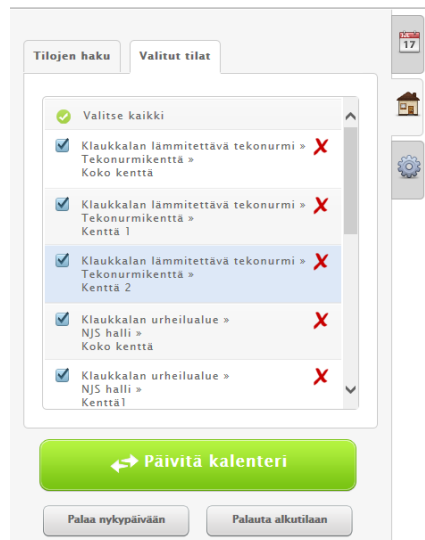 17
Tilojen haku
Valitut tilat
Valitse kaikki
Klaukkalan lämmitettävä tekonurmi »
Tekonurmikenttä »
Koko kenttä
Klaukkalan lämmitettävä tekonurmi »
Tekonurmikenttä »
Kenttä 1
Klaukkalan lämmitettävä tekonurmi »
Tekonurmikenttä »
Kenttä 2
Klaukkalan urheilualue »
NJS halli »
Koko kenttä
Klaukkalan urheilualue »
NJS halli »
Kenttä1
Päivitä kalenteri
Palaa nykypäivään
Palauta alkutilaan